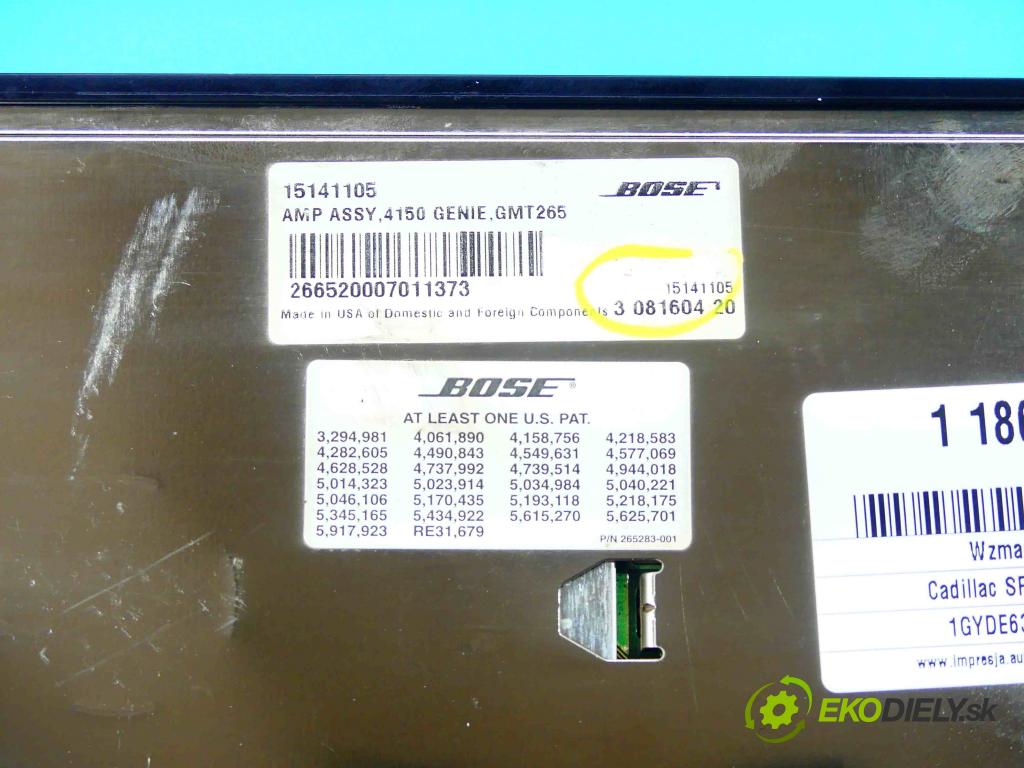 15141105
BOSE
AMP ASSY,4150 GENIE,GMT265
266520007011373
15141105
Made in USA of Domestic and Foreign Components 3 081604 20
BOSE®
AT LEAST ONE U.S. PAT.
3,294,981 4,061,890 4,158,756 4,218,583
4,282,605 4,490,843 4,549,631 4,577,069
4,628,528 4,737,992 4,739,514 4,944,018
5,014,323 5,023,914 5,034,984 5,040,221
5,046,106 5,170,435 5,193,118 5,218,175
5,345,165 5,434,922 5,615,270 5,625,701
5,917,923 RE31,679
P/N 265283-001
1 186
Wzma
Cadillac SR
1GYDE63
www.impresja.au
EKODIELY.sk